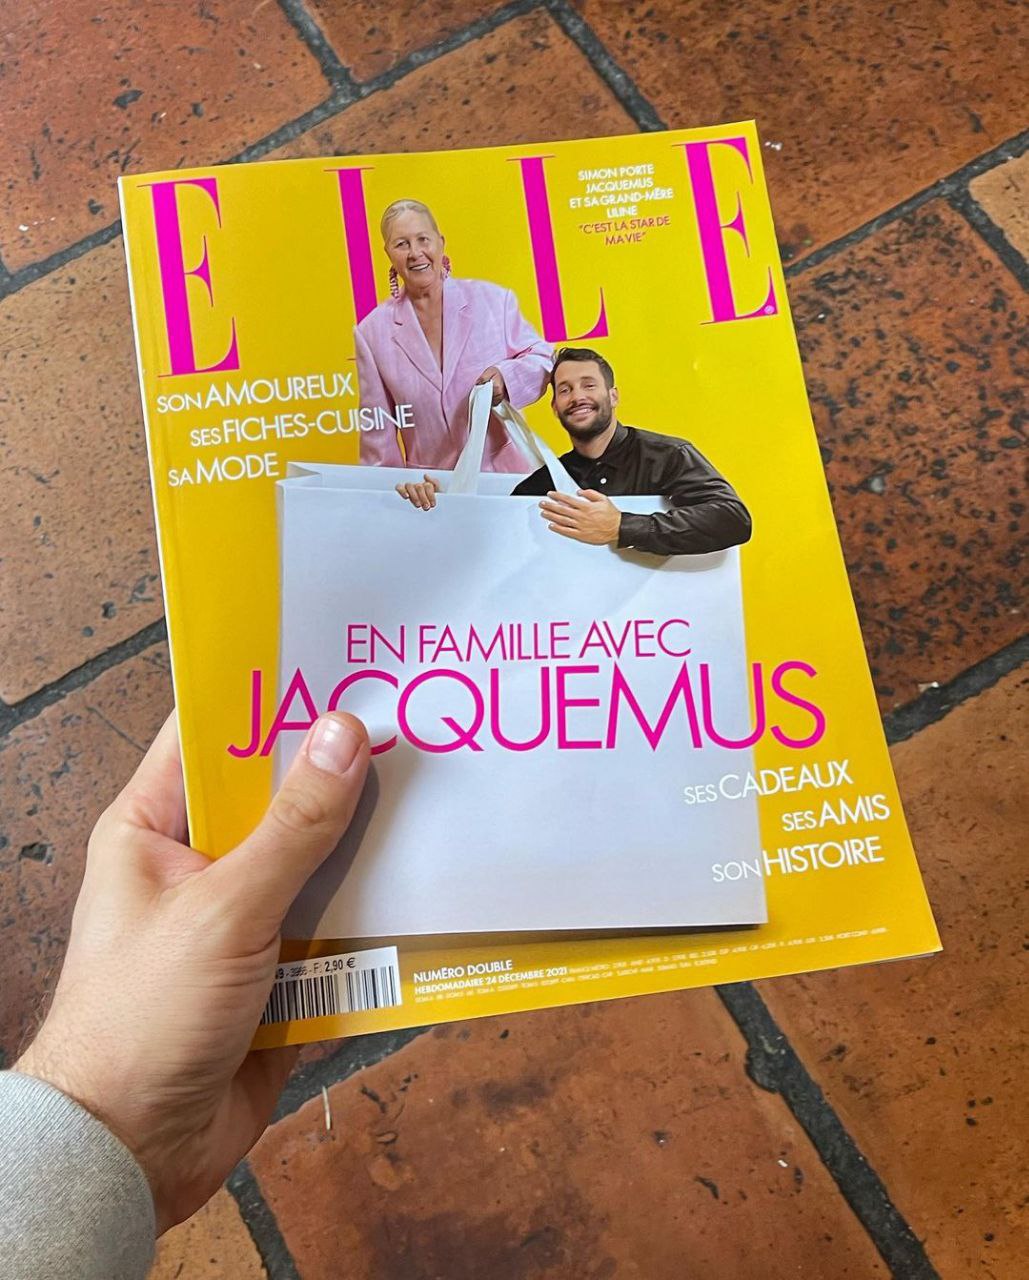 ELLE
SIMON PORTE
JACQUEMUS
ET SA GRAND-MÈRE
LILINE
"C'EST LA STAR DE
MA VIE"
SON AMOUREUX
SES FICHES-CUISINE
SA MODE
EN FAMILLE AVEC
JACQUEMUS
SES CADEAUX
SES AMIS
SON HISTOIRE
F: 2,90 €
NUMÉRO DOUBLE
HEBDOMADAIRE 24 DÉCEMBRE 2021